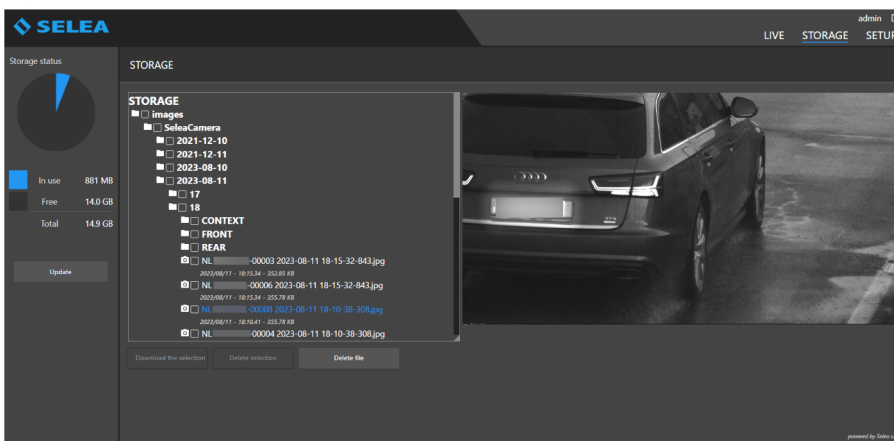 SELEA
admin
LIVE STORAGE SETUP
Storage status
STORAGE
STORAGE
images
SeleaCamera
2021-12-10
2021-12-11
2023-08-10
2023-08-11
17
18
CONTEXT
FRONT
REAR
NL -00003 2023-08-11 18-15-32-843.jpg
2023/08/11 - 18:15.34 - 352.85 KB
NL -00006 2023-08-11 18-15-32-843.jpg
2023/08/11 - 18:15.34 - 355.78 KB
NL -00008 2023-08-11 18-10-38-308.jpg
2023/08/11 - 18:10.41 - 355.78 KB
NL -00004 2023-08-11 18-10-38-308.jpg
In use 881 MB
Free 14.0 GB
Total 14.9 GB
Update
Download the selection Delete selection Delete file
powered by Selea